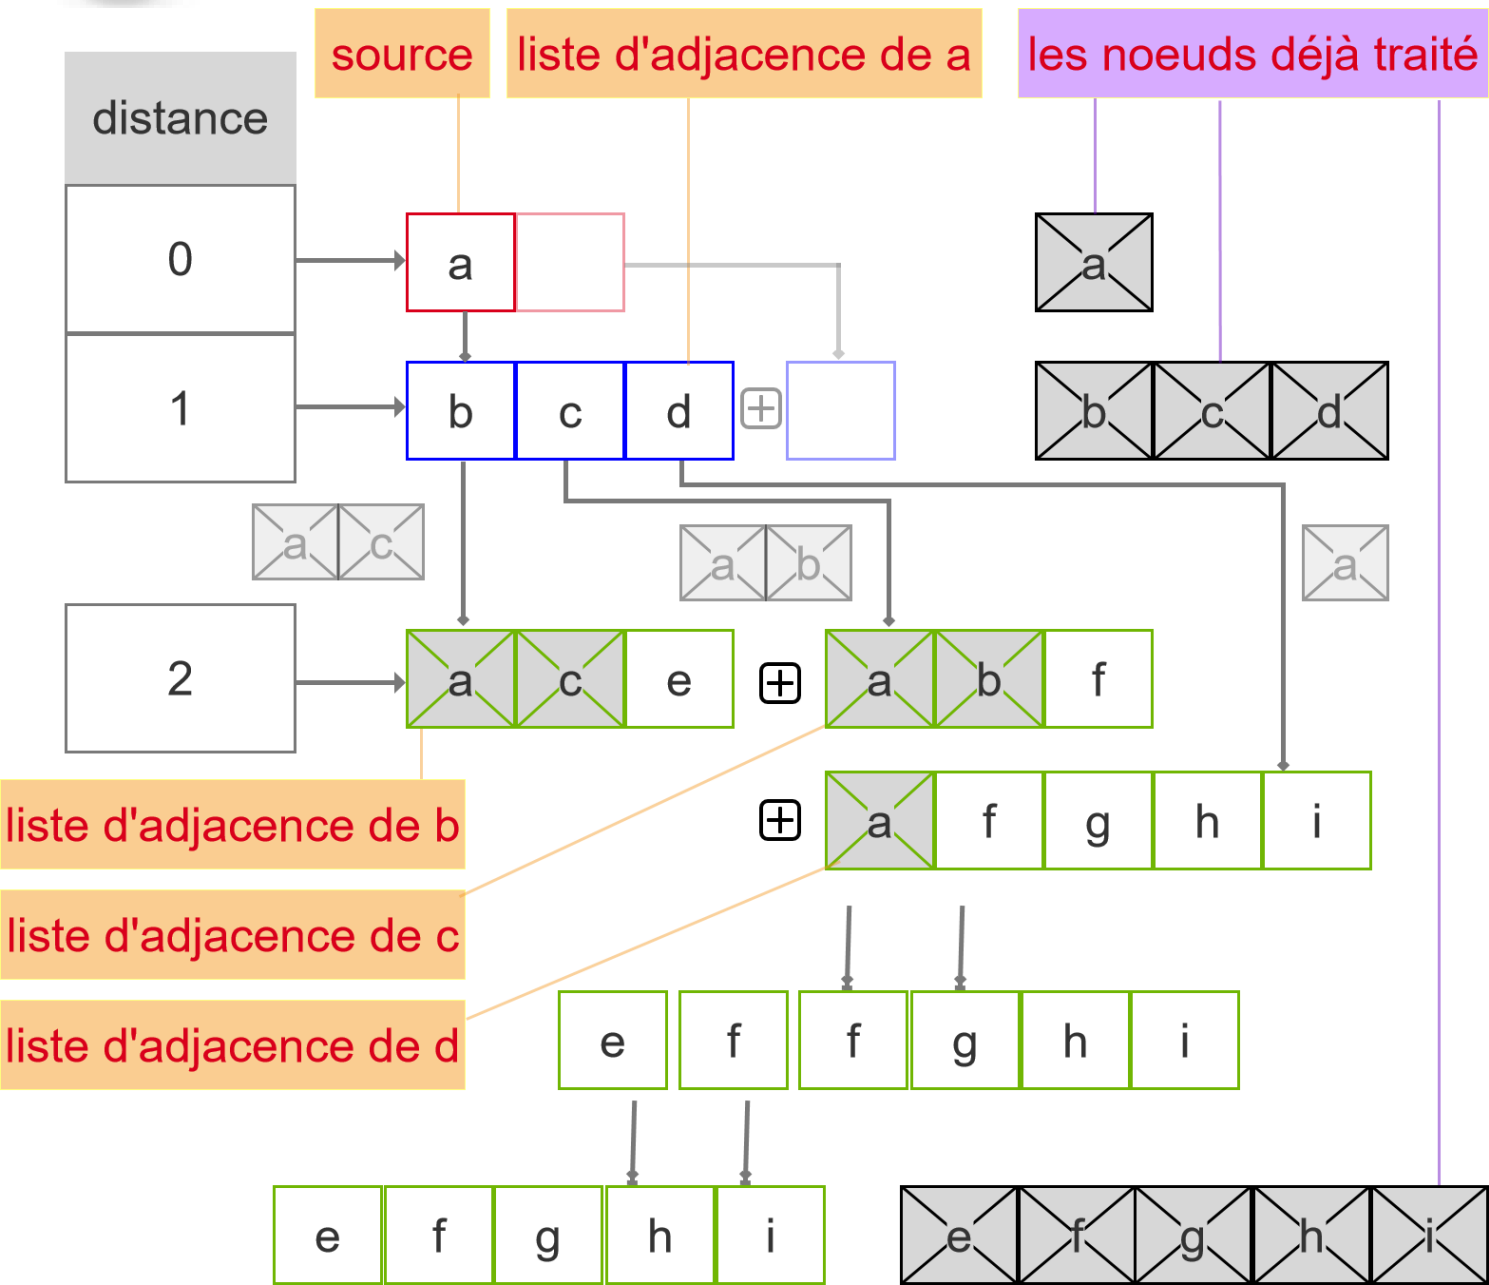 source
liste d'adjacence de a
les noeuds déjà traité
distance
0
a
a
1
b c d
b c d
a c
a b
a
2
a c e
a b f
liste d'adjacence de b
a f g h i
liste d'adjacence de c
liste d'adjacence de d
e f f g h i
e f g h i
e f g h i